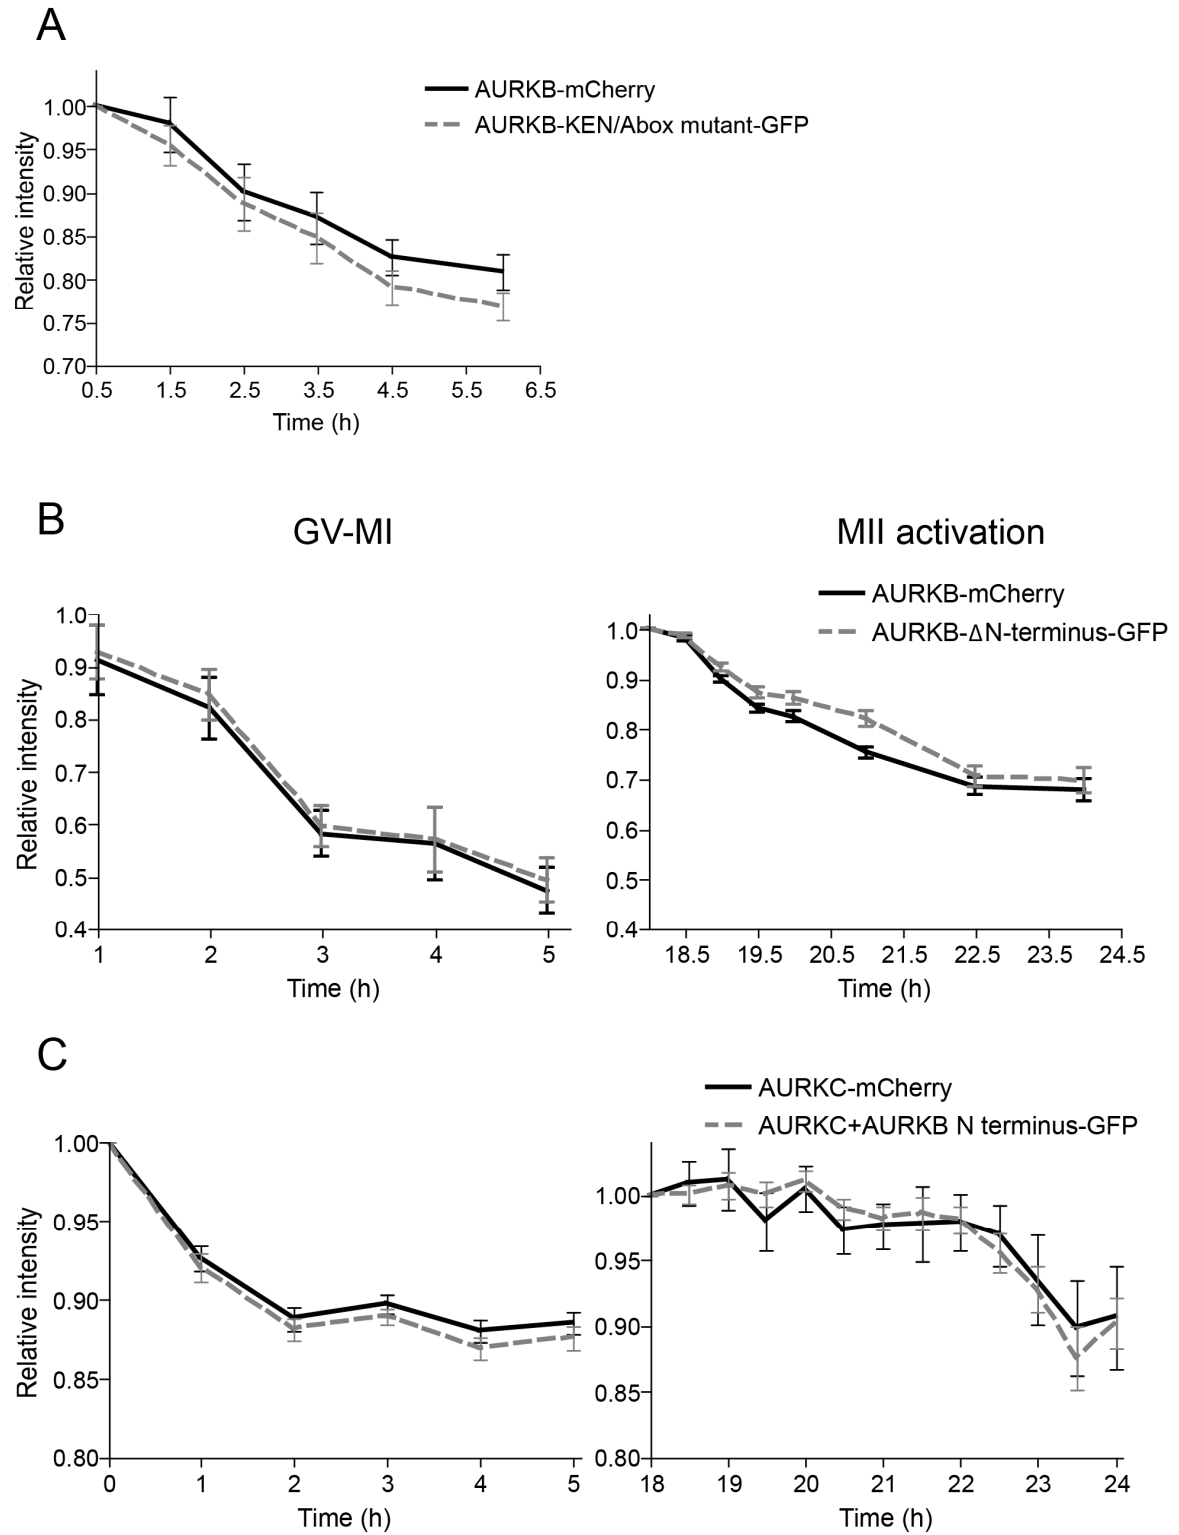 A
AURKB-mCherry
AURKB-KEN/Abox mutant-GFP
Relative intensity
1.00
0.95
0.90
0.85
0.80
0.75
0.70
0.5 1.5 2.5 3.5 4.5 5.5 6.5
Time (h)
B
GV-MI
MII activation
AURKB-mCherry
AURKB-ΔN-terminus-GFP
Relative intensity
1.0
0.9
0.8
0.7
0.6
0.5
0.4
1 2 3 4 5
Time (h)
1.0
0.9
0.8
0.7
0.6
0.5
0.4
18.5 19.5 20.5 21.5 22.5 23.5 24.5
Time (h)
C
AURKC-mCherry
AURKC+AURKB N terminus-GFP
Relative intensity
1.00
0.95
0.90
0.85
0.80
0 1 2 3 4 5
Time (h)
1.00
0.95
0.90
0.85
0.80
18 19 20 21 22 23 24
Time (h)